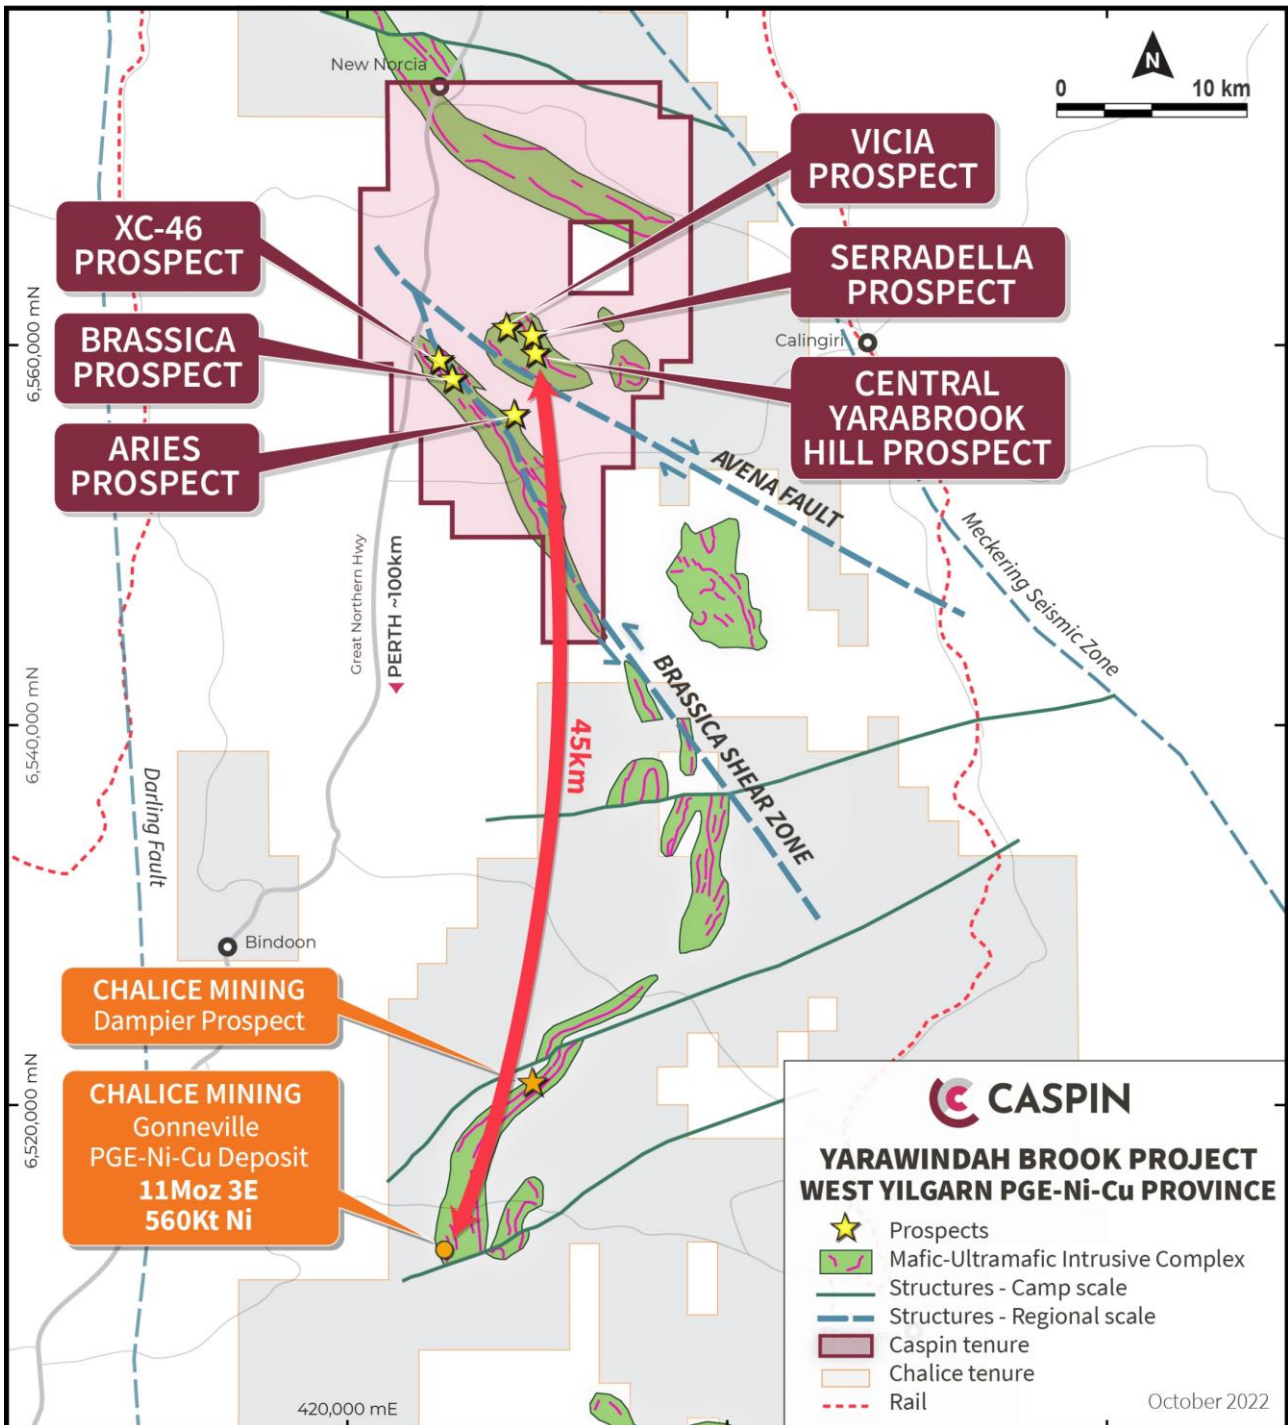 New Norcia
N
0 10 km
VICIA
PROSPECT
XC-46
PROSPECT
SERRADELLA
PROSPECT
BRASSICA
PROSPECT
Calingiri
6,560,000 mN
CENTRAL
YARABROOK
HILL PROSPECT
ARIES
PROSPECT
AVENA FAULT
Meckering Seismic Zone
Great Northern Hwy
PERTH ~100km
BRASSICA SHEAR ZONE
45km
6,540,000 mN
Darling Fault
Bindoon
CHALICE MINING
Dampier Prospect
CHALICE MINING
Gonneville
PGE-Ni-Cu Deposit
11Moz 3E
560Kt Ni
6,520,000 mN
CASPIN
YARAWINDAH BROOK PROJECT
WEST YILGARN PGE-Ni-Cu PROVINCE
Prospects
Mafic-Ultramafic Intrusive Complex
Structures - Camp scale
Structures - Regional scale
Caspin tenure
Chalice tenure
Rail
October 2022
420,000 mE